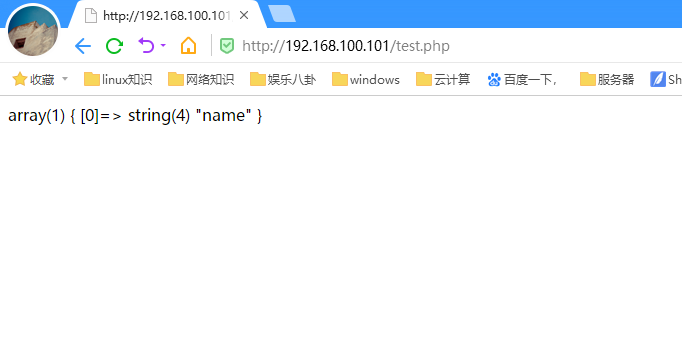 http://192.168.100.101
http://192.168.100.101/test.php
收藏 linux知识 网络知识 娱乐八卦 windows 云计算 百度一下， 服务器 Sh
array(1) { [0]=> string(4) "name" }